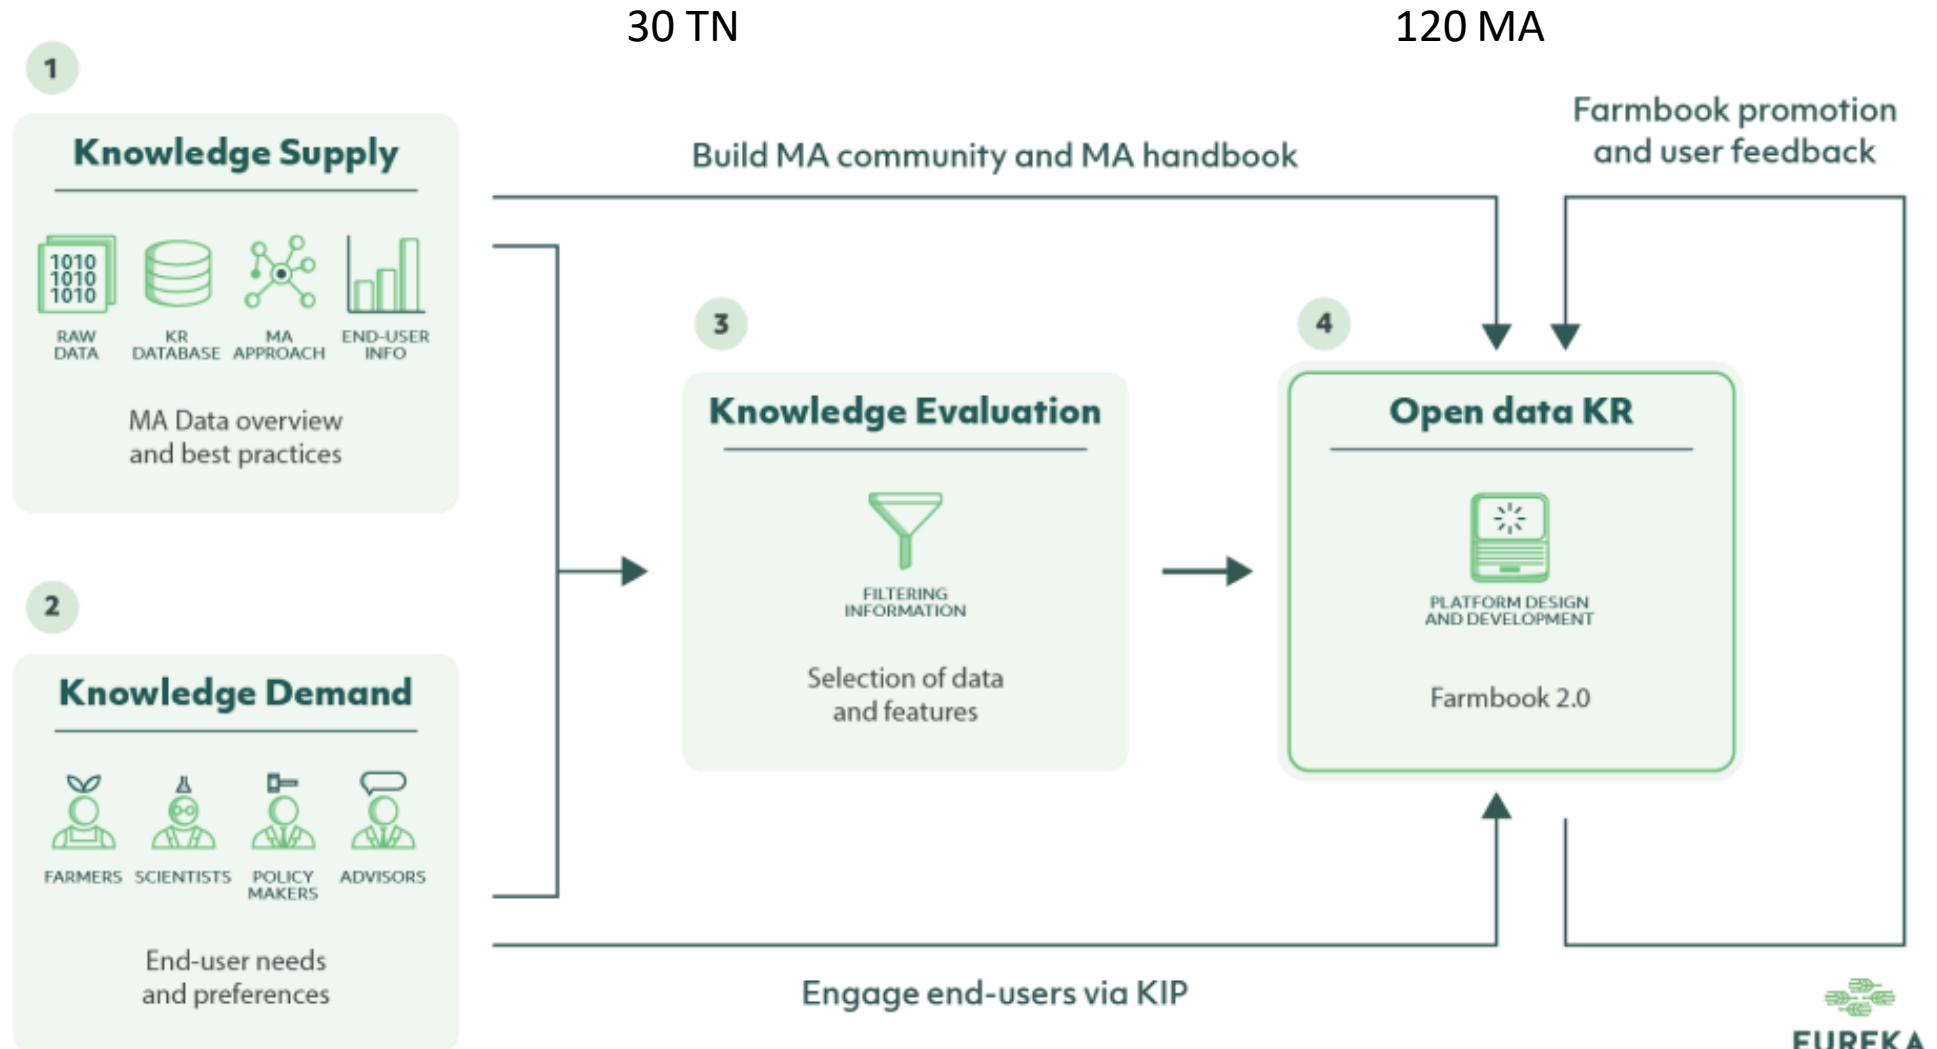 30 TN
120 MA
1
Knowledge Supply
1010
1010
1010
RAW
DATA
KR
DATABASE
MA
APPROACH
END-USER
INFO
MA Data overview
and best practices
Build MA community and MA handbook
Farmbook promotion
and user feedback
2
Knowledge Demand
FARMERS
SCIENTISTS
POLICY
MAKERS
ADVISORS
End-user needs
and preferences
3
Knowledge Evaluation
FILTERING
INFORMATION
Selection of data
and features
4
Open data KR
PLATFORM DESIGN
AND DEVELOPMENT
Farmbook 2.0
Engage end-users via KIP
EUREKA